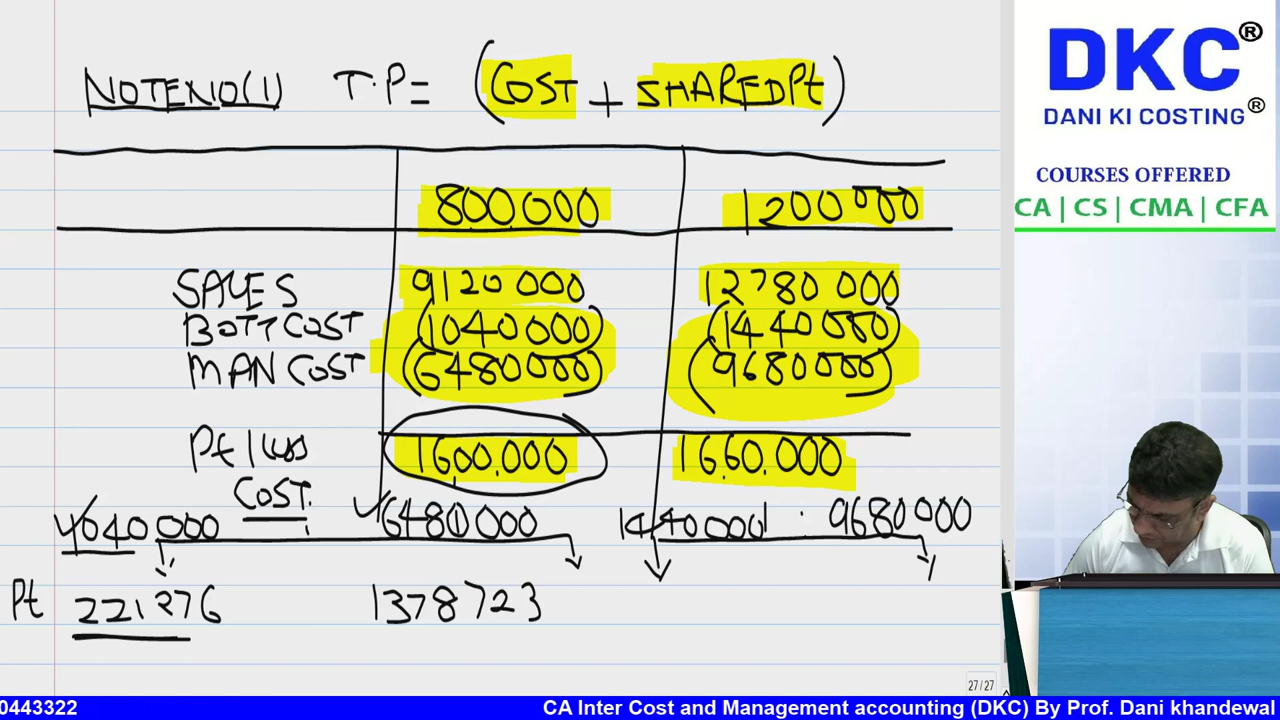 NOTENO(1) T.P= (COST + SHAREDPt)
800000 1200000
SALES 9120000 12780000
BOTTCOST (1040000) (1440000)
MAN COST (6480000) (9680000)
Pt/Loss 1600,000 1660,000
COST.
1040000 6480000 1440000 9680000
Pt 221276 1378723
27/27
DKC®
DANI KI COSTING®
COURSES OFFERED
CA | CS | CMA | CFA
0443322 CA Inter Cost and Management accounting (DKC) By Prof. Dani khandewal